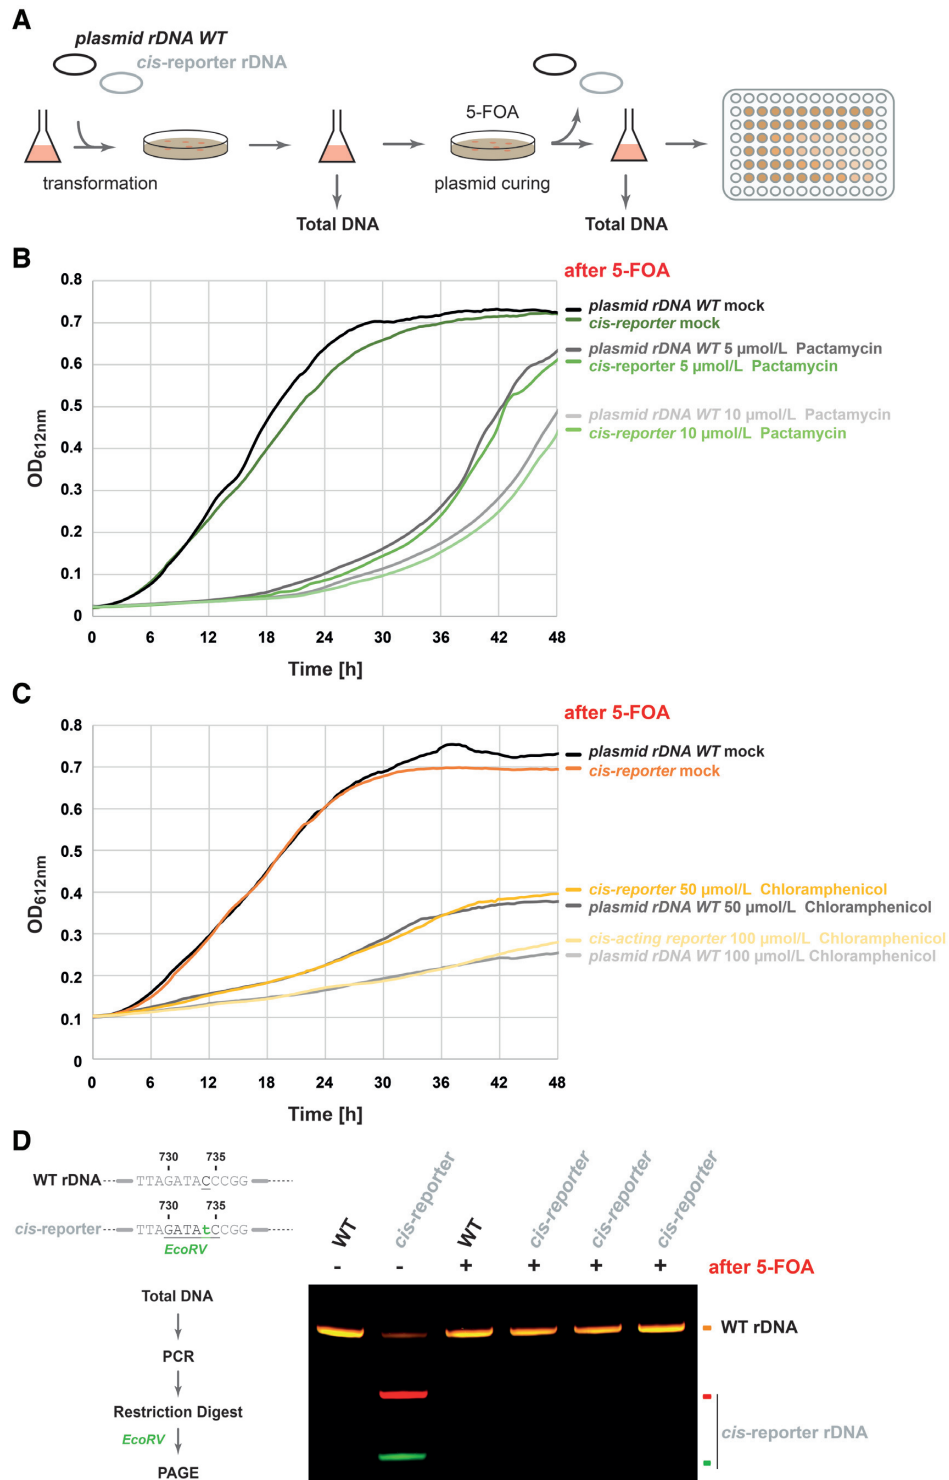 A
plasmid rDNA WT
cis-reporter rDNA
5-FOA
transformation
plasmid curing
Total DNA
Total DNA
B
after 5-FOA
0.8
0.7
0.6
0.5
0.4
0.3
0.2
0.1
0
OD612nm
plasmid rDNA WT mock
cis-reporter mock
plasmid rDNA WT 5 µmol/L Pactamycin
cis-reporter 5 µmol/L Pactamycin
plasmid rDNA WT 10 µmol/L Pactamycin
cis-reporter 10 µmol/L Pactamycin
0 6 12 18 24 30 36 42 48
Time [h]
C
after 5-FOA
0.8
0.7
0.6
0.5
0.4
0.3
0.2
0.1
0
OD612nm
plasmid rDNA WT mock
cis-reporter mock
cis-reporter 50 µmol/L Chloramphenicol
plasmid rDNA WT 50 µmol/L Chloramphenicol
cis-acting reporter 100 µmol/L Chloramphenicol
plasmid rDNA WT 100 µmol/L Chloramphenicol
0 6 12 18 24 30 36 42 48
Time [h]
D
730 735
WT rDNA TTAGATACCCGG
730 735
cis-reporter TTAGATAtCCGG
EcoRV
Total DNA
PCR
Restriction Digest
EcoRV
PAGE
WT cis-reporter WT cis-reporter cis-reporter cis-reporter
- - + + + + after 5-FOA
WT rDNA
cis-reporter rDNA